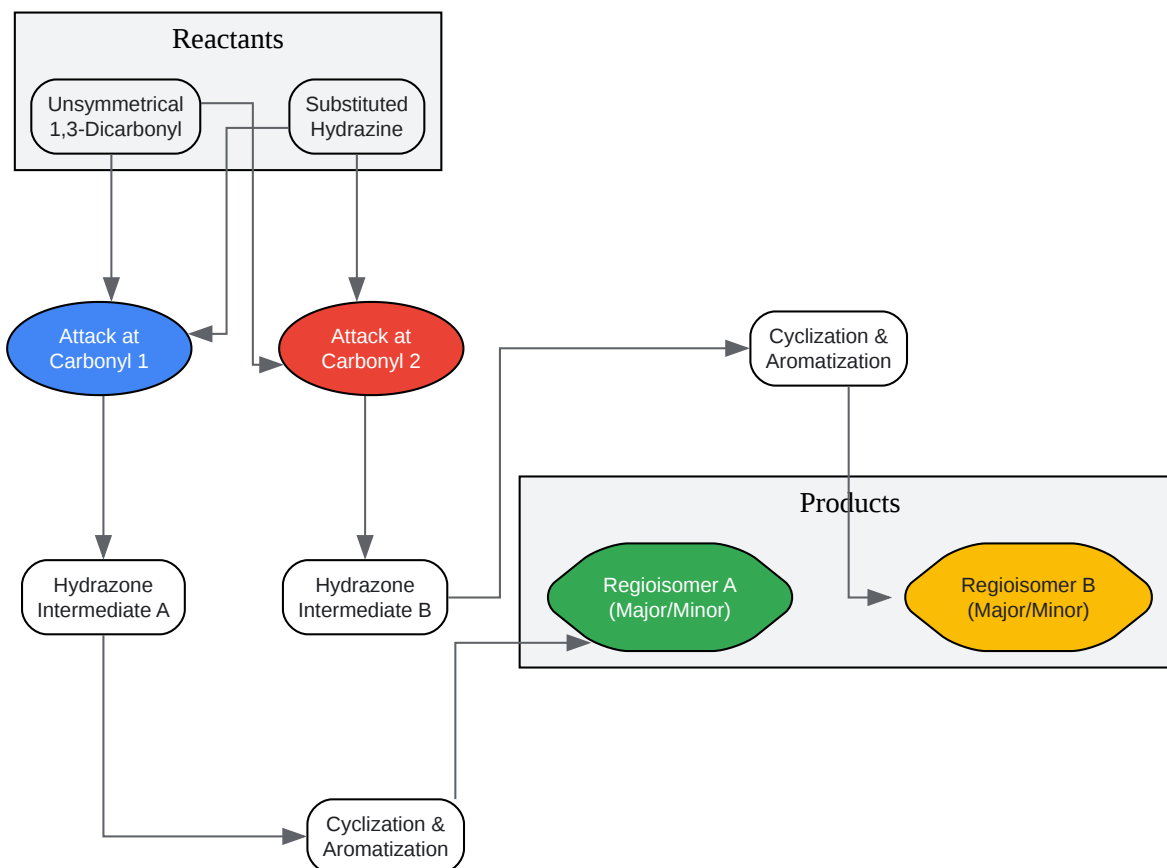 Reactants
Unsymmetrical
1,3-Dicarbonyl
Substituted
Hydrazine
Attack at
Carbonyl 1
Attack at
Carbonyl 2
Cyclization &
Aromatization
Products
Hydrazone
Intermediate A
Hydrazone
Intermediate B
Regioisomer A
(Major/Minor)
Regioisomer B
(Major/Minor)
Cyclization &
Aromatization